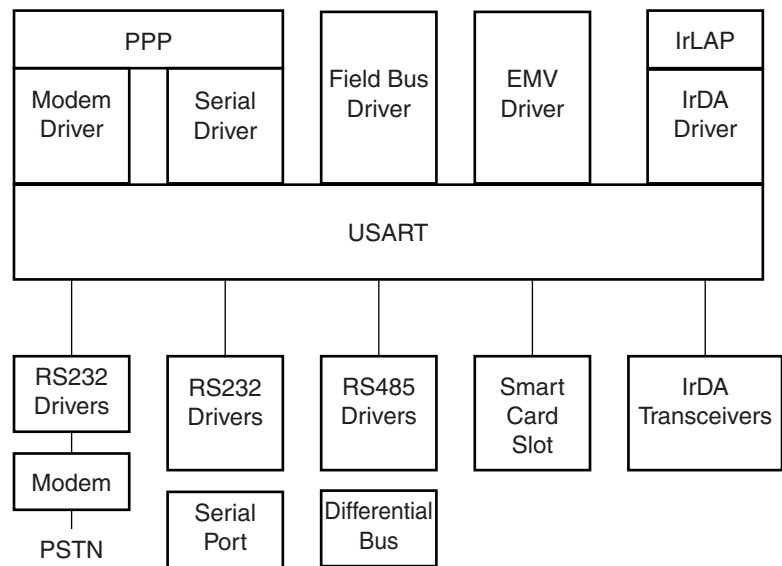 PPP
IrLAP
Modem
Driver
Serial
Driver
Field Bus
Driver
EMV
Driver
IrDA
Driver
USART
RS232
Drivers
RS232
Drivers
RS485
Drivers
Smart
Card
Slot
IrDA
Transceivers
Modem
Serial
Port
Differential
Bus
PSTN